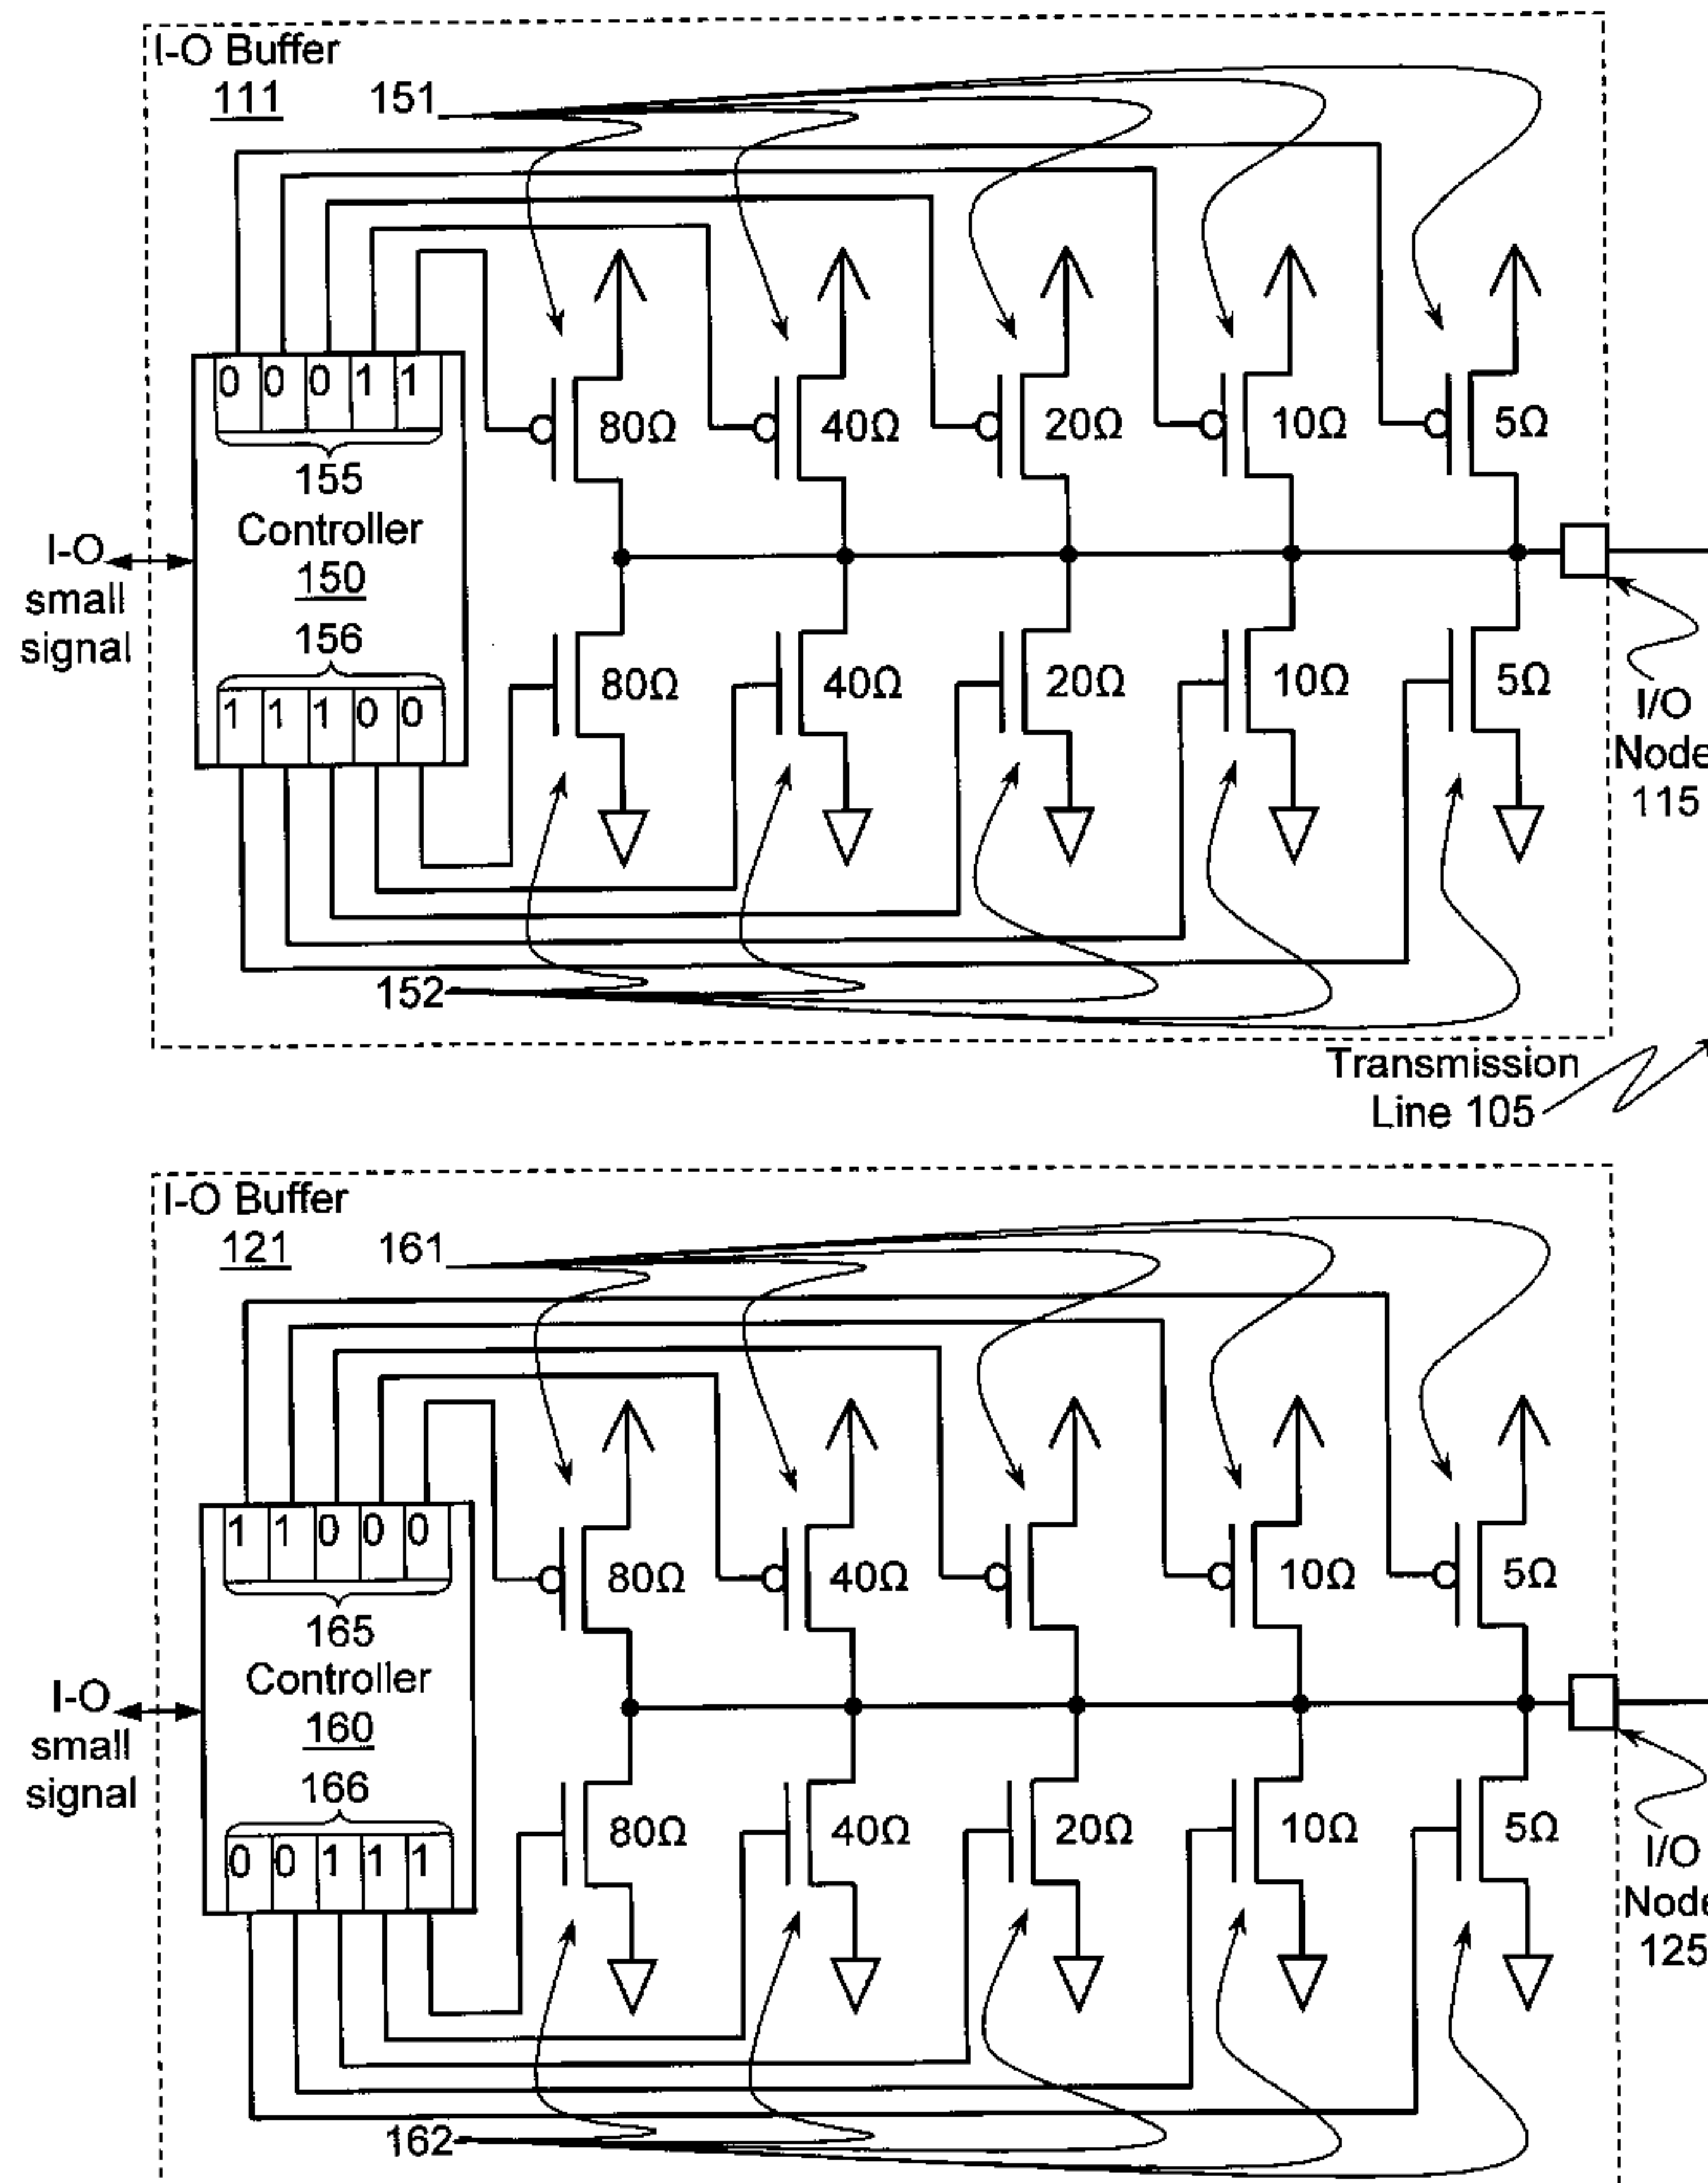 I-O Buffer
111 151
0 0 0 1 1
80Ω 40Ω 20Ω 10Ω 5Ω
155
Controller
150
I-O
small
signal
156
1 1 1 0 0
80Ω 40Ω 20Ω 10Ω 5Ω
I/O
Node
115
152
Transmission
Line 105
I-O Buffer
121 161
1 1 0 0 0
80Ω 40Ω 10Ω 5Ω
165
Controller
160
I-O
small
signal
166
0 0 1 1 1
80Ω 40Ω 20Ω 10Ω 5Ω
I/O
Node
125
162